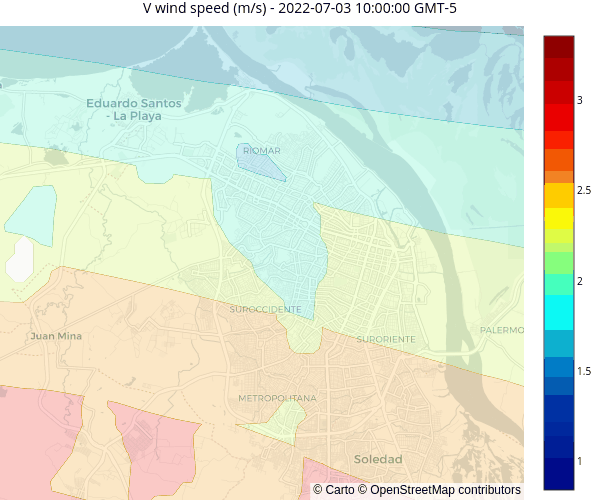 V wind speed (m/s) - 2022-07-03 10:00:00 GMT-5
Eduardo Santos
- La Playa
RIOMAR
3
2.5
2
SUROCCIDENTE
PALERMO
Juan Mina
SURORIENTE
1.5
METROPOLITANA
Soledad
1
© Carto © OpenStreetMap contributors